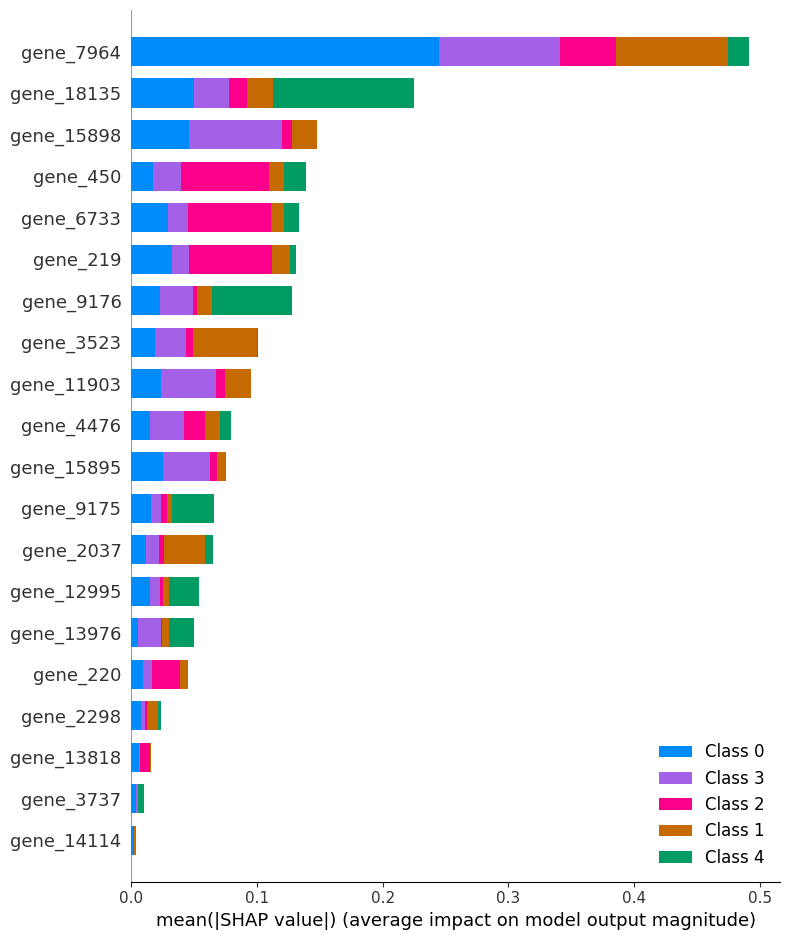 gene_7964
gene_18135
gene_15898
gene_450
gene_6733
gene_219
gene_9176
gene_3523
gene_11903
gene_4476
gene_15895
gene_9175
gene_2037
gene_12995
gene_13976
gene_220
gene_2298
gene_13818
gene_3737
gene_14114
Class 0
Class 3
Class 2
Class 1
Class 4
0.0 0.1 0.2 0.3 0.4 0.5
mean(|SHAP value|) (average impact on model output magnitude)